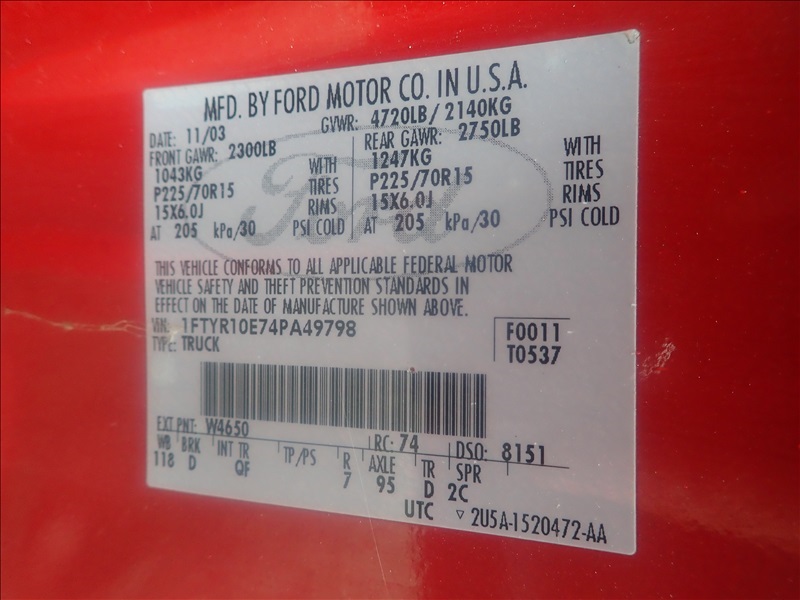 MFD. BY FORD MOTOR CO. IN U.S.A.
DATE: 11/03 GVWR: 4720LB/ 2140KG
FRONT GAWR: 2300LB REAR GAWR: 2750LB
1043KG WITH 1247KG WITH
P225/70R15 TIRES P225/70R15 TIRES
15X6.0J RIMS 15X6.0J RIMS
AT 205 kPa/30 PSI COLD AT 205 kPa/30 PSI COLD
Ford
THIS VEHICLE CONFORMS TO ALL APPLICABLE FEDERAL MOTOR
VEHICLE SAFETY AND THEFT PREVENTION STANDARDS IN
EFFECT ON THE DATE OF MANUFACTURE SHOWN ABOVE.
VIN: 1FTYR10E74PA49798 F0011
TYPE: TRUCK T0537
EXT PNT: W4650 RC: 74 DSO: 8151
WB BRK INT TR TP/PS R AXLE TR SPR
118 D QF 7 95 D 2C
UTC ▽ 2U5A-1520472-AA